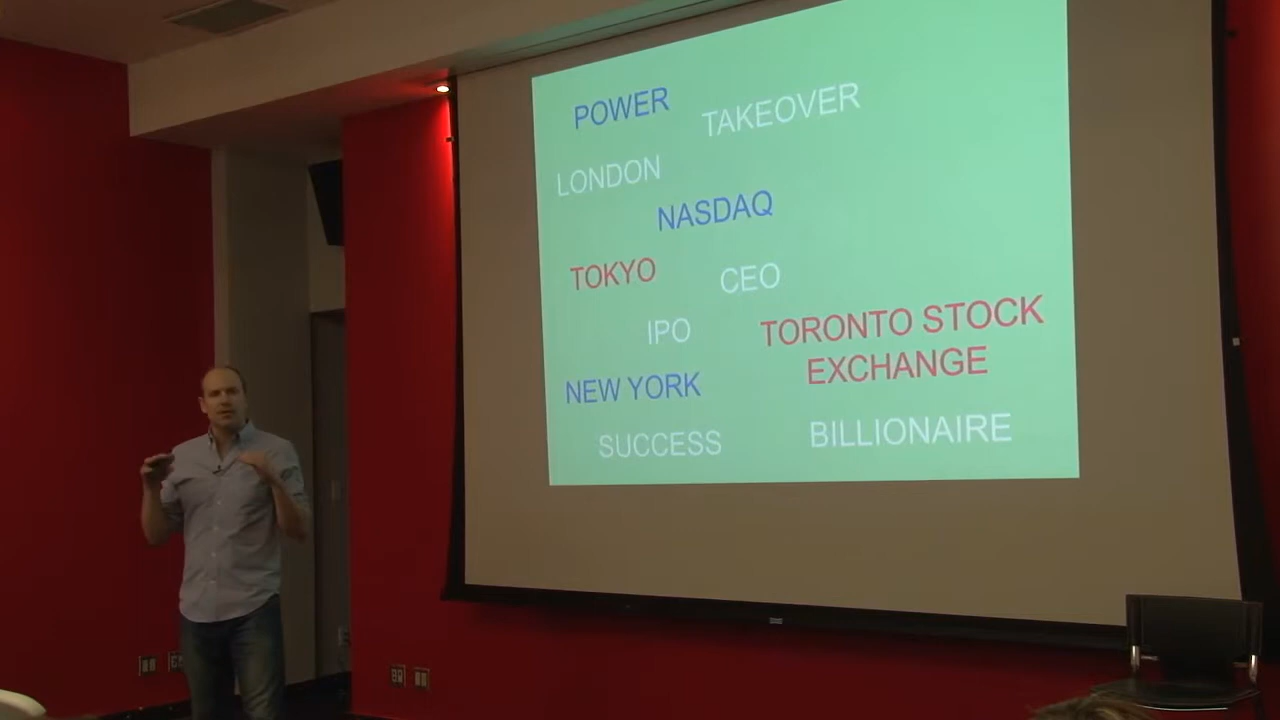 POWER
TAKEOVER
LONDON
NASDAQ
TOKYO
CEO
IPO
TORONTO STOCK
EXCHANGE
NEW YORK
SUCCESS
BILLIONAIRE